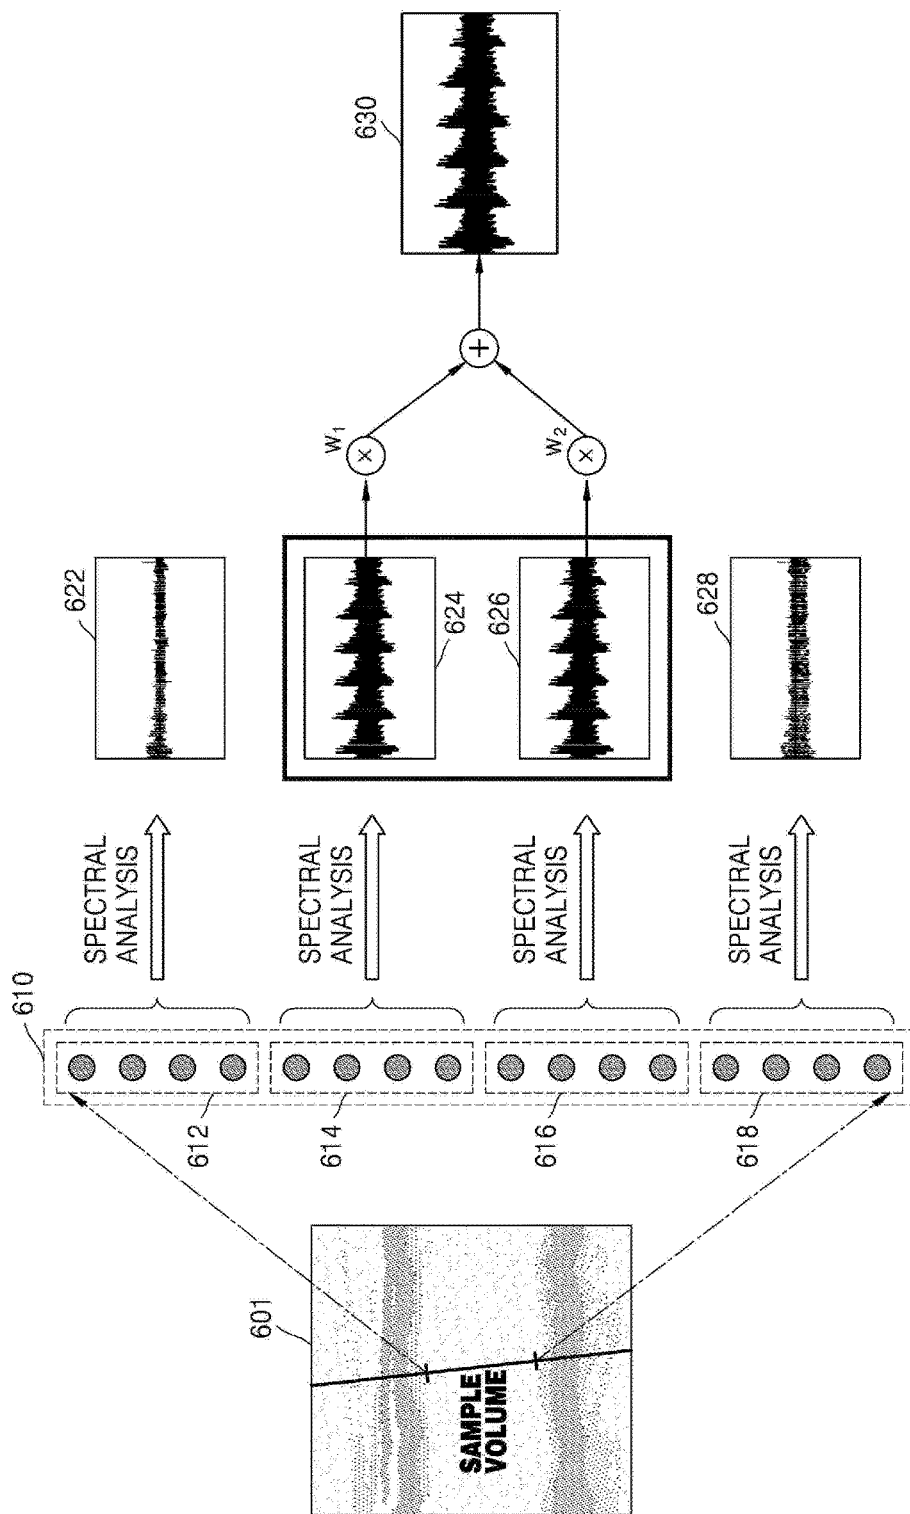 601
SAMPLE
VOLUME
610
612
614
616
618
SPECTRAL
ANALYSIS
SPECTRAL
ANALYSIS
SPECTRAL
ANALYSIS
SPECTRAL
ANALYSIS
622
624
626
628
W1
×
W2
×
+
630